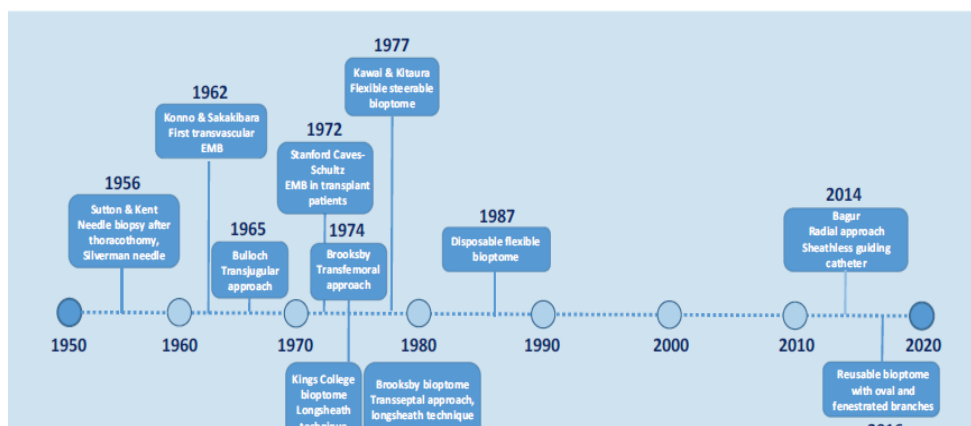 1977
Kawai & Kitaura
Flexible steerable
bioptome
1962
Konno & Sakakibara
First transvascular
EMB
1972
Stanford Caves-
Schultz
EMB in transplant
patients
1956
Sutton & Kent
Needle biopsy after
thoracothomy,
Silverman needle
1965
Bulloch
Transjugular
approach
1974
Brooksby
Transfemoral
approach
1987
Disposable flexible
bioptome
2014
Bagur
Radial approach
Sheathless guiding
catheter
1950
1960
1970
1980
1990
2000
2010
2020
Kings College
bioptome
Longsheath
technique
Brooksby bioptome
Transseptal approach,
longsheath technique
Reusable bioptome
with oval and
fenestrated branches